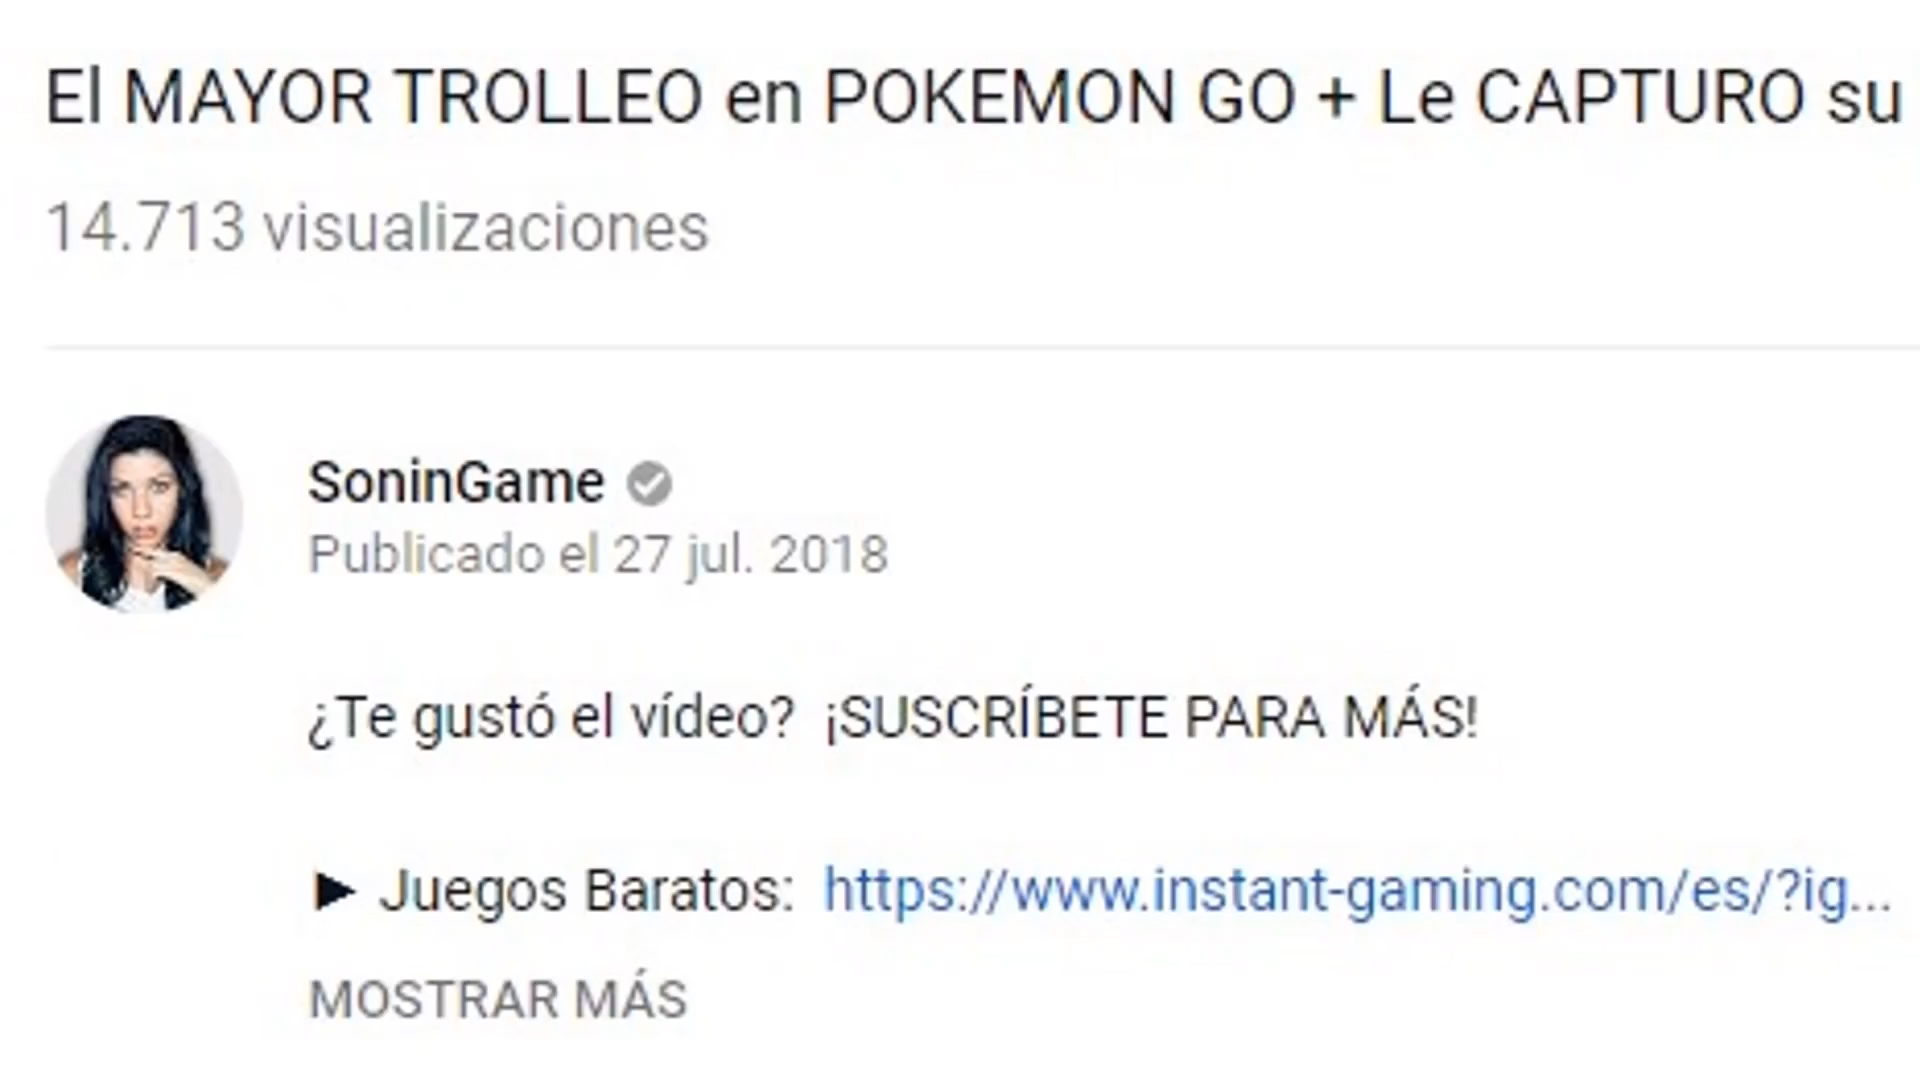 El MAYOR TROLLEO en POKEMON GO + Le CAPTURO su
14.713 visualizaciones
SoninGame
Publicado el 27 jul. 2018
¿Te gustó el vídeo? ¡SUSCRÍBETE PARA MÁS!
► Juegos Baratos: https://www.instant-gaming.com/es/?ig...
MOSTRAR MÁS